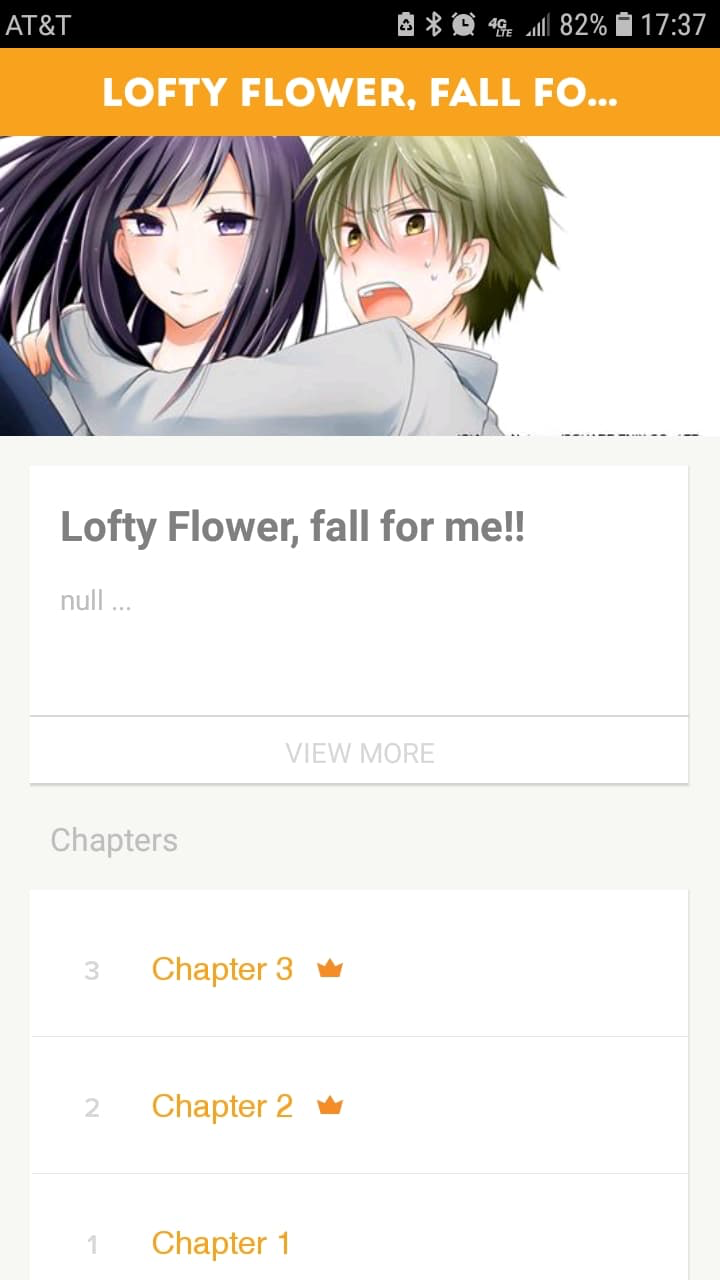 AT&T 4G LTE 82% 17:37
LOFTY FLOWER, FALL FO...
Lofty Flower, fall for me!!
null ...
VIEW MORE
Chapters
3 Chapter 3
2 Chapter 2
1 Chapter 1